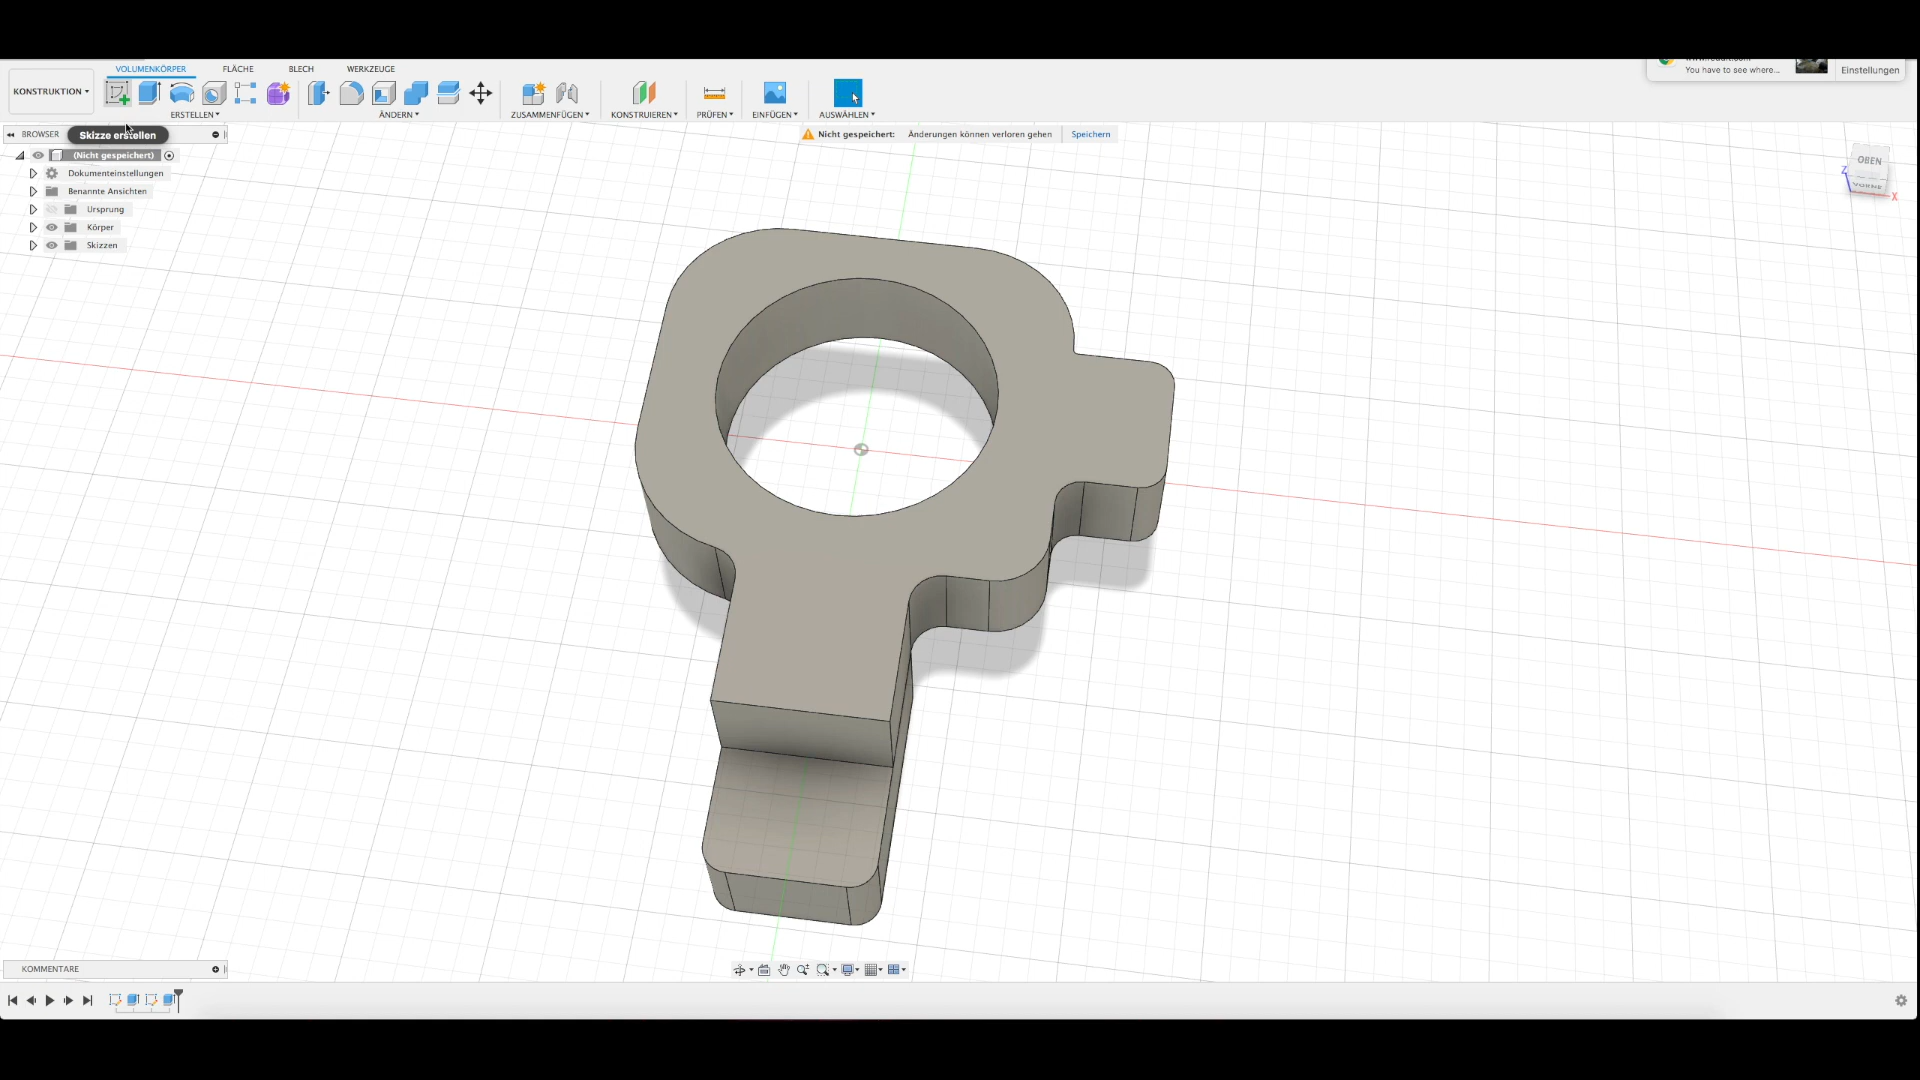 VOLUMENKÖRPER FLÄCHE BLECH WERKZEUGE
You have to see where...
Einstellungen
KONSTRUKTION
ERSTELLEN ÄNDERN ZUSAMMENFÜGEN KONSTRUIEREN PRÜFEN EINFÜGEN AUSWÄHLEN
BROWSER
Skizze erstellen
Nicht gespeichert: Änderungen können verloren gehen Speichern
(Nicht gespeichert)
Dokumenteinstellungen
Benannte Ansichten
Ursprung
Körper
Skizzen
OBEN
VORNE
Z
X
KOMMENTARE